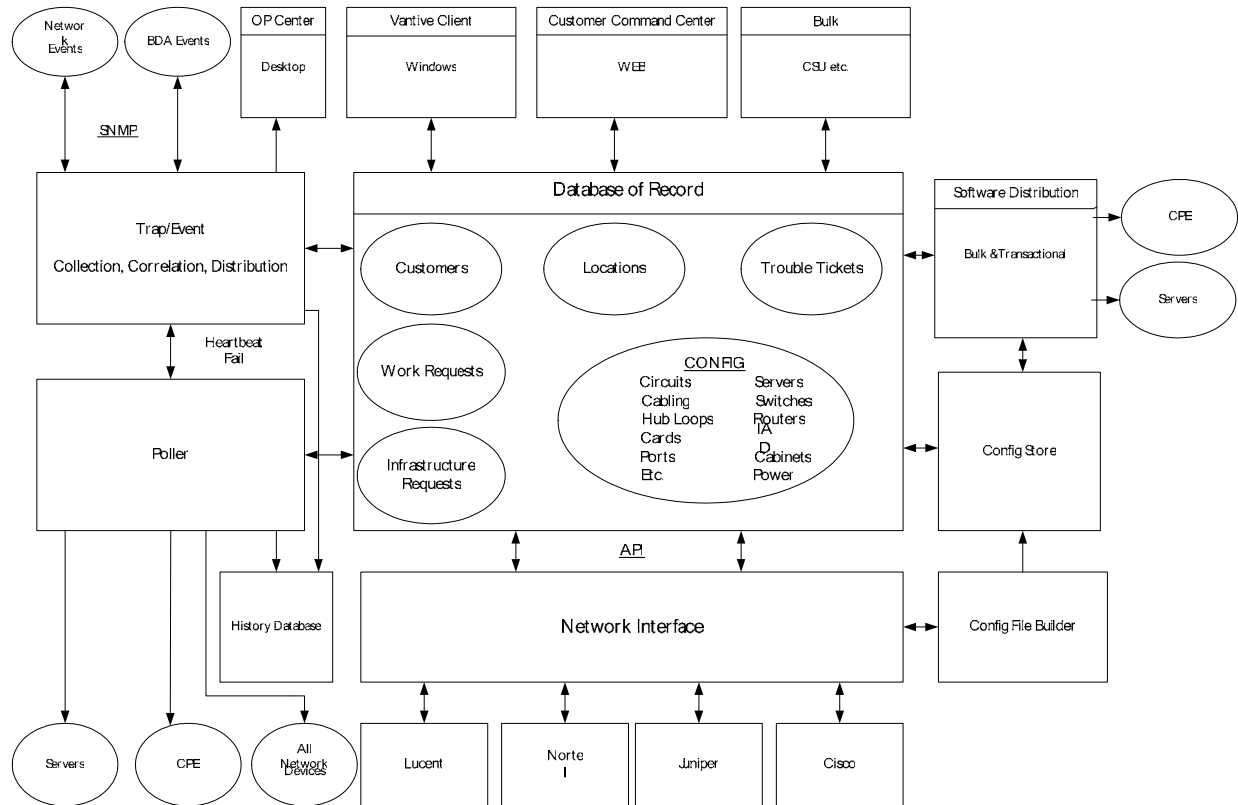 Networ
k
Events
BDA Events
OP Center
Desktop
Vantive Client
Windows
Customer Command Center
WEB
Bulk
CSU etc.
SNMP
Trap/Event
Collection, Correlation, Distribution
Heartbeat
Fail
Poller
History Database
Servers
CPE
All
Network
Devices
Database of Record
Customers
Locations
Trouble Tickets
Work Requests
Infrastructure
Requests
CONFIG
Circuits
Cabling
Hub Loops
Cards
Ports
Etc.
Servers
Switches
Routers
IA
D
Cabinets
Power
API
Network Interface
Lucent
Norte
l
Juniper
Cisco
Software Distribution
Bulk & Transactional
CPE
Servers
Config Store
Config File Builder